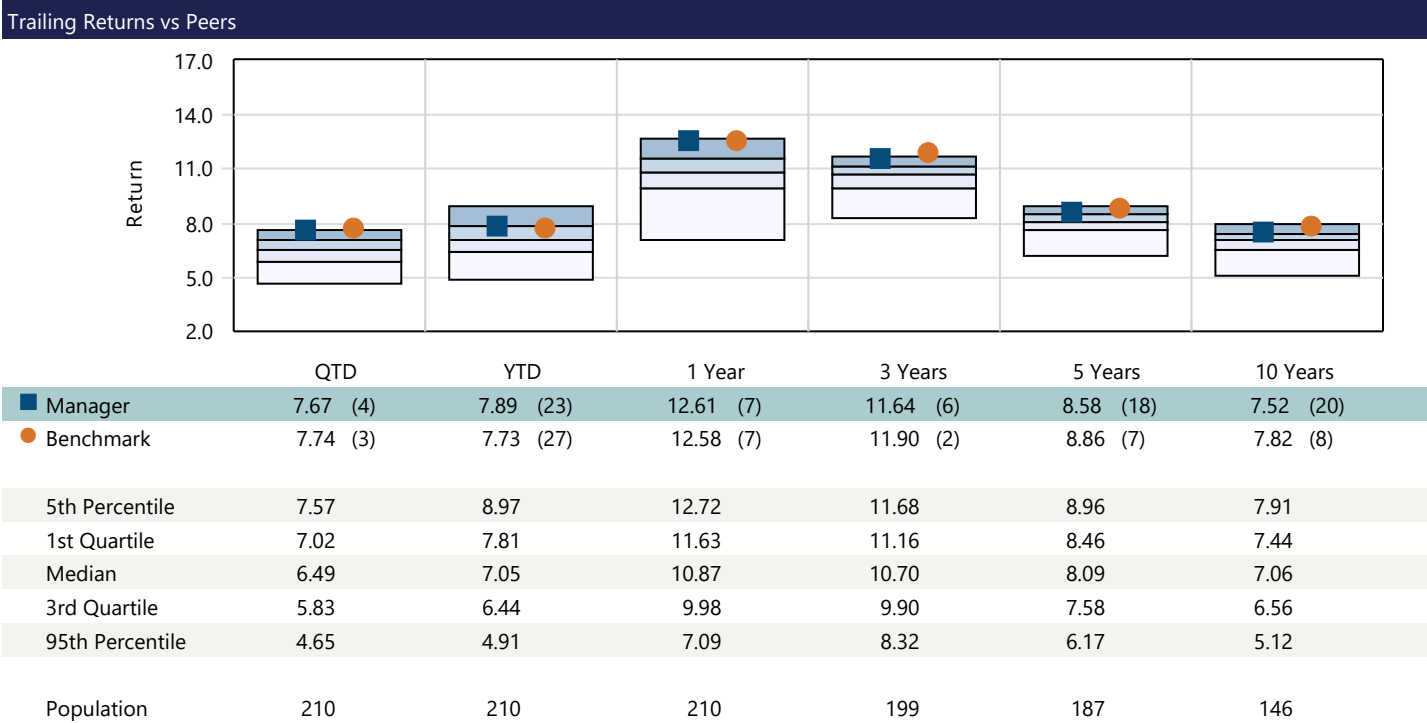 Trailing Returns vs Peers
17.0
14.0
11.0
8.0
5.0
2.0
Return
QTD YTD 1 Year 3 Years 5 Years 10 Years
Manager 7.67 (4) 7.89 (23) 12.61 (7) 11.64 (6) 8.58 (18) 7.52 (20)
Benchmark 7.74 (3) 7.73 (27) 12.58 (7) 11.90 (2) 8.86 (7) 7.82 (8)
5th Percentile 7.57 8.97 12.72 11.68 8.96 7.91
1st Quartile 7.02 7.81 11.63 11.16 8.46 7.44
Median 6.49 7.05 10.87 10.70 8.09 7.06
3rd Quartile 5.83 6.44 9.98 9.90 7.58 6.56
95th Percentile 4.65 4.91 7.09 8.32 6.17 5.12
Population 210 210 210 199 187 146